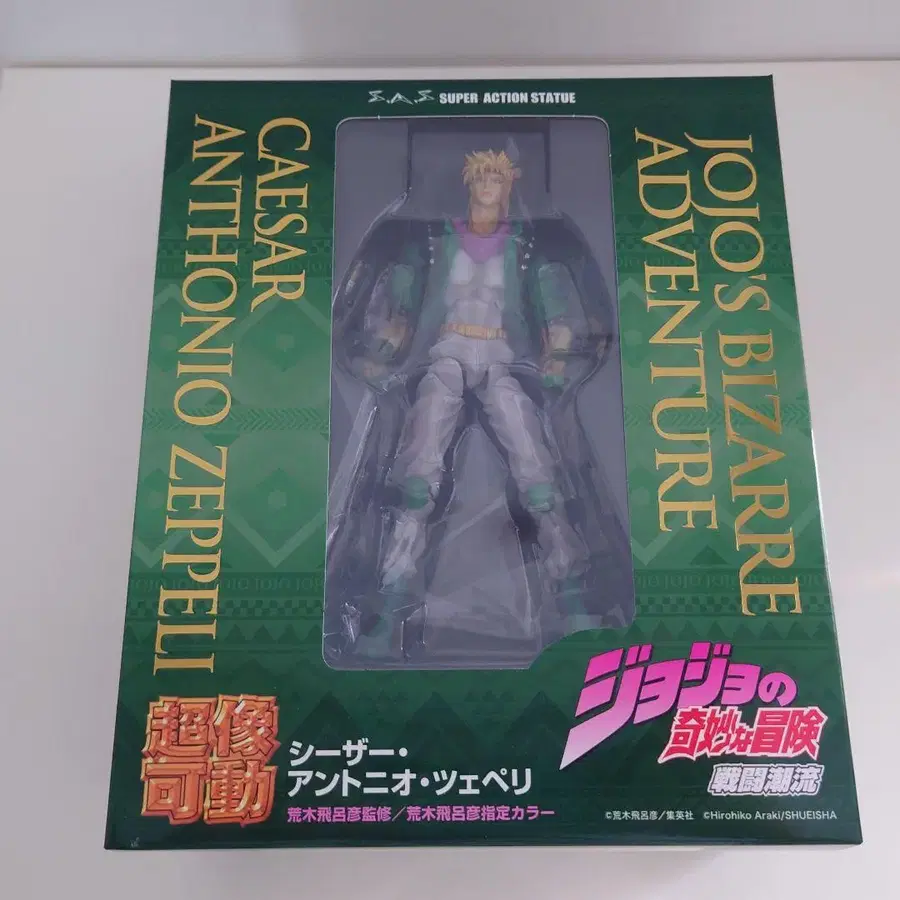 S.A.S SUPER ACTION STATUE
CAESAR
ANTHONIO ZEPPELI
JOJO'S BIZARRE
ADVENTURE
超像
可動
シーザー・
アントニオ・ツェペリ
荒木飛呂彦監修／荒木飛呂彦指定カラー
ジョジョの
奇妙な冒険
戦闘潮流
©荒木飛呂彦／集英社 ©Hirohiko Araki/SHUEISHA